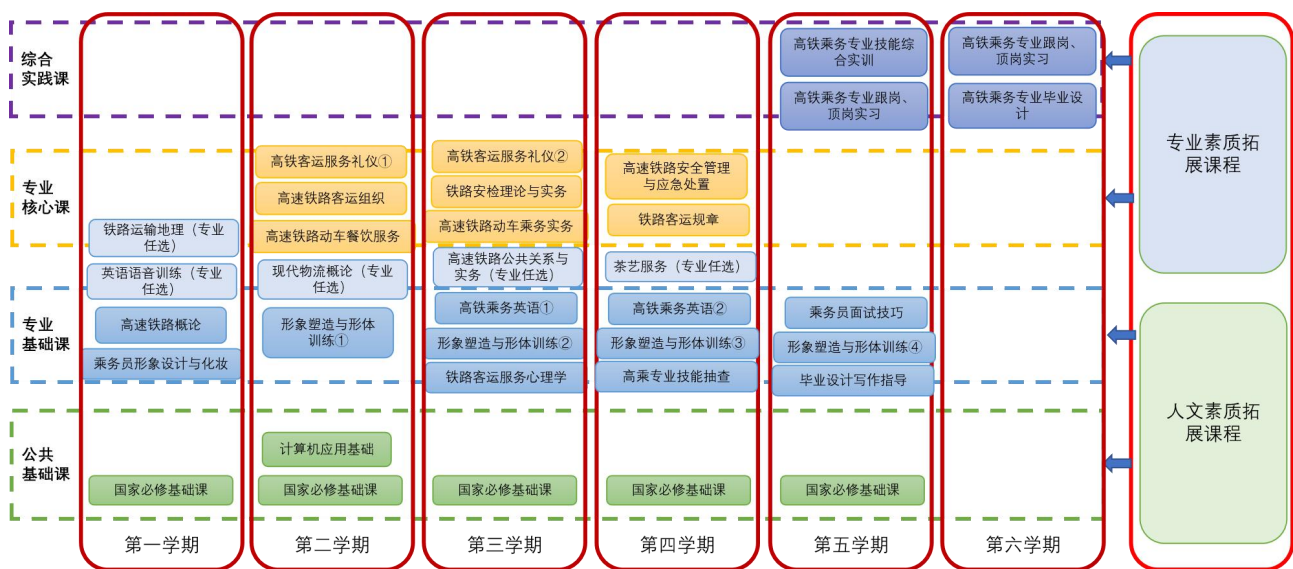 综合
实践课
高铁乘务专业技能综
合实训
高铁乘务专业跟岗、
顶岗实习
高铁乘务专业跟岗、
顶岗实习
高铁乘务专业毕业设
计
专业
核心课
高铁客运服务礼仪①
高速铁路客运组织
高速铁路动车餐饮服务
高铁客运服务礼仪②
铁路安检理论与实务
高速铁路动车乘务实务
高速铁路安全管理
与应急处置
铁路客运规章
铁路运输地理（专业
任选）
英语语音训练（专业
任选）
现代物流概论（专业
任选）
高速铁路公共关系与
实务（专业任选）
茶艺服务（专业任选）
专业
基础课
高速铁路概论
乘务员形象设计与化妆
形象塑造与形体
训练①
高铁乘务英语①
形象塑造与形体训练②
铁路客运服务心理学
高铁乘务英语②
形象塑造与形体训练③
高乘专业技能抽查
乘务员面试技巧
形象塑造与形体训练④
毕业设计写作指导
公共
基础课
计算机应用基础
国家必修基础课
国家必修基础课
国家必修基础课
国家必修基础课
国家必修基础课
第一学期
第二学期
第三学期
第四学期
第五学期
第六学期
专业素质拓
展课程
人文素质拓
展课程